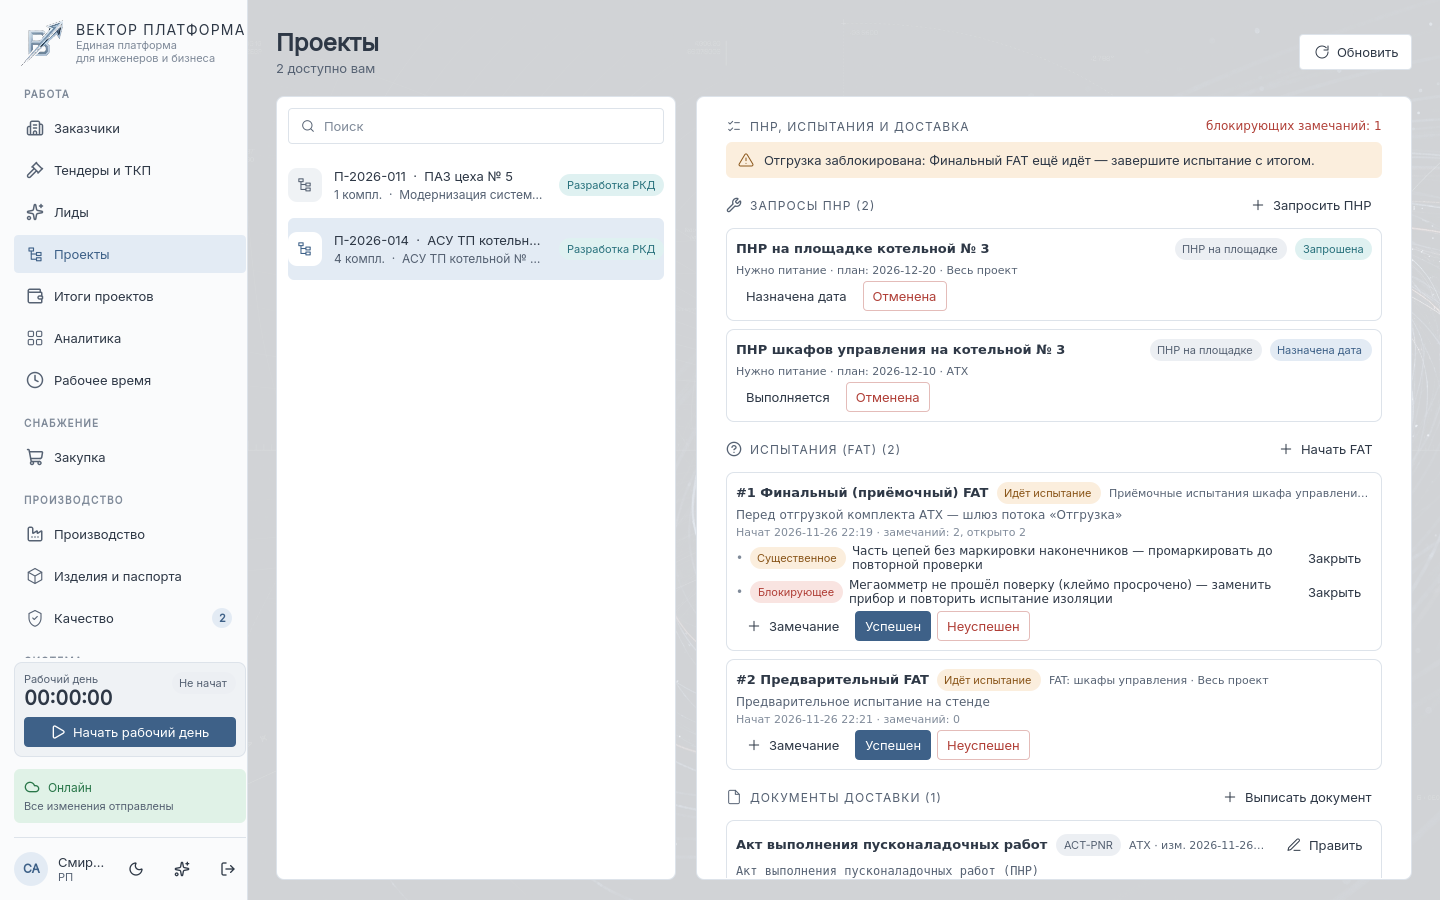 ВЕКТОР ПЛАТФОРМА
Единая платформа
для инженеров и бизнеса
РАБОТА
Заказчики
Тендеры и ТКП
Лиды
Проекты
Итоги проектов
Аналитика
Рабочее время
СНАБЖЕНИЕ
Закупка
ПРОИЗВОДСТВО
Производство
Изделия и паспорта
Качество 2
Рабочий день
Не начат
00:00:00
Начать рабочий день
Онлайн
Все изменения отправлены
СА
Смир...
РП
Проекты
2 доступно вам
Обновить
Поиск
П-2026-011 · ПАЗ цеха № 5
1 компл. · Модернизация систем...
Разработка РКД
П-2026-014 · АСУ ТП котельн...
4 компл. · АСУ ТП котельной № ...
Разработка РКД
ПНР, ИСПЫТАНИЯ И ДОСТАВКА
блокирующих замечаний: 1
Отгрузка заблокирована: Финальный FAT ещё идёт — завершите испытание с итогом.
ЗАПРОСЫ ПНР (2)
Запросить ПНР
ПНР на площадке котельной № 3
ПНР на площадке
Запрошена
Нужно питание · план: 2026-12-20 · Весь проект
Назначена дата
Отменена
ПНР шкафов управления на котельной № 3
ПНР на площадке
Назначена дата
Нужно питание · план: 2026-12-10 · АТХ
Выполняется
Отменена
ИСПЫТАНИЯ (FAT) (2)
Начать FAT
#1 Финальный (приёмочный) FAT
Идёт испытание
Приёмочные испытания шкафа управлени...
Перед отгрузкой комплекта АТХ — шлюз потока «Отгрузка»
Начат 2026-11-26 22:19 · замечаний: 2, открыто 2
• Существенное
Часть цепей без маркировки наконечников — промаркировать до
повторной проверки
Закрыть
• Блокирующее
Мегаомметр не прошёл поверку (клеймо просрочено) — заменить
прибор и повторить испытание изоляции
Закрыть
Замечание
Успешен
Неуспешен
#2 Предварительный FAT
Идёт испытание
FAT: шкафы управления · Весь проект
Предварительное испытание на стенде
Начат 2026-11-26 22:21 · замечаний: 0
Замечание
Успешен
Неуспешен
ДОКУМЕНТЫ ДОСТАВКИ (1)
Выписать документ
Акт выполнения пусконаладочных работ
ACT-PNR
АТХ · изм. 2026-11-26...
Править
Акт выполнения пусконаладочных работ (ПНР)